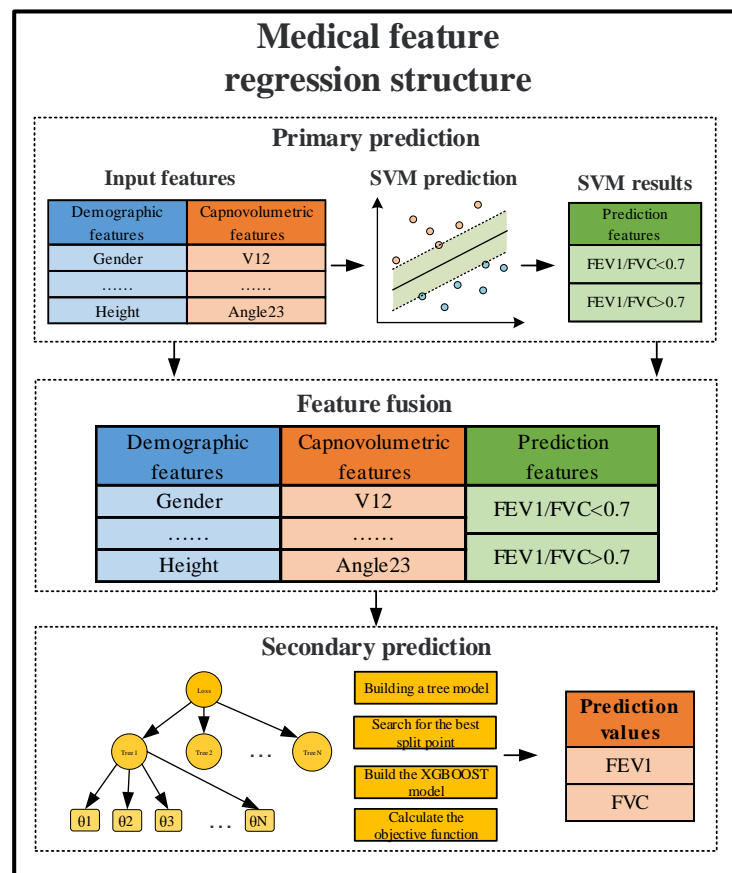 Medical feature
regression structure
Primary prediction
Input features
SVM prediction
SVM results
Demographic
features
Capnovolumetric
features
Gender
V12
......
......
Height
Angle23
Prediction
features
FEV1/FVC<0.7
FEV1/FVC>0.7
Feature fusion
Demographic
features
Capnovolumetric
features
Prediction
features
Gender
V12
FEV1/FVC<0.7
......
......
Height
Angle23
FEV1/FVC>0.7
Secondary prediction
Loss
Tree1
Tree2
...
TreeN
θ1
θ2
θ3
...
θN
Building a tree model
Search for the best
split point
Build the XGBOOST
model
Calculate the
objective function
Prediction
values
FEV1
FVC